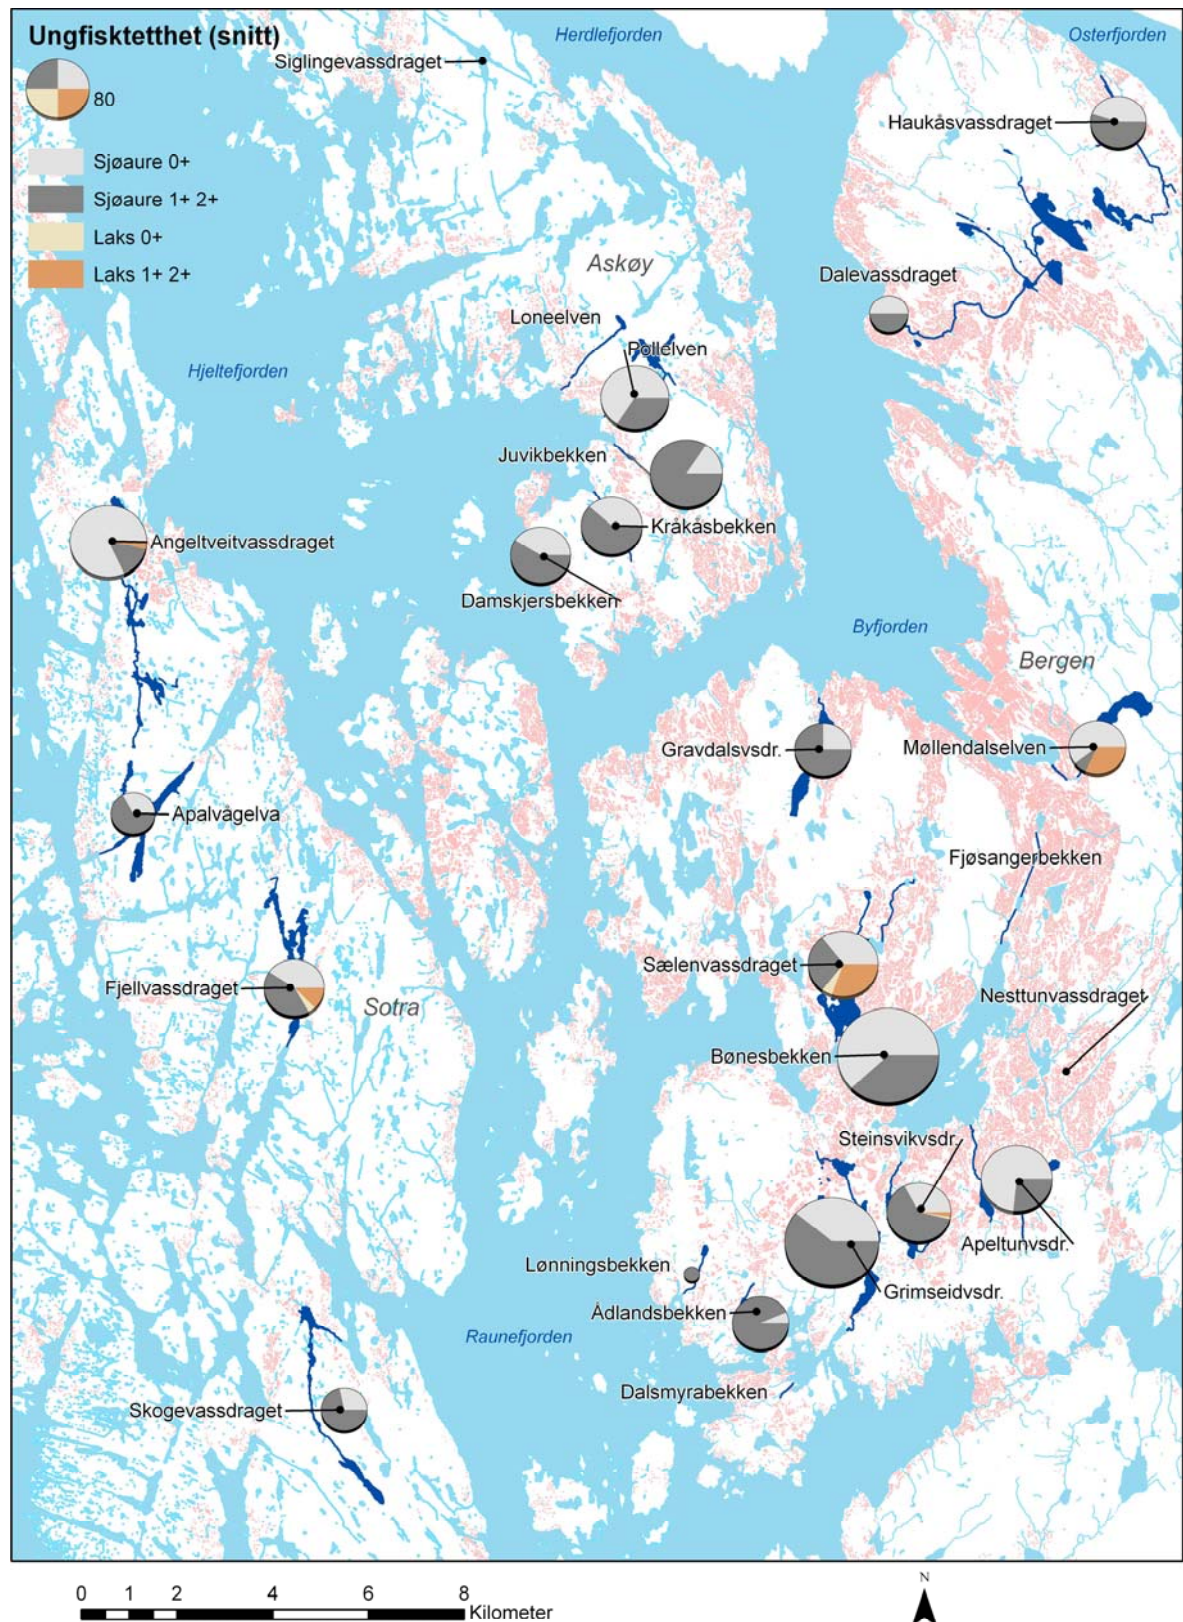 Ungfisktetthet (snitt)
80
Sjøaure 0+
Sjøaure 1+ 2+
Laks 0+
Laks 1+ 2+
Herdlefjorden
Osterfjorden
Siglingevassdraget
Haukåsvassdraget
Askøy
Dalevassdraget
Loneelven
Pollelven
Hjeltefjorden
Juvikbekken
Kråkåsbekken
Angeltveitvassdraget
Damskjersbekken
Byfjorden
Bergen
Gravdalsvsdr.
Møllendalselven
Apalvågelva
Fjøsangerbekken
Sælenvassdraget
Fjellvassdraget
Nesttunvassdraget
Sotra
Bønesbekken
Steinsvikvsdr.
Apeltunvsdr.
Lønningsbekken
Grimseidvsdr.
Ådlandsbekken
Raunefjorden
Dalsmyrabekken
Skogevassdraget
0 1 2 4 6 8
Kilometer
N